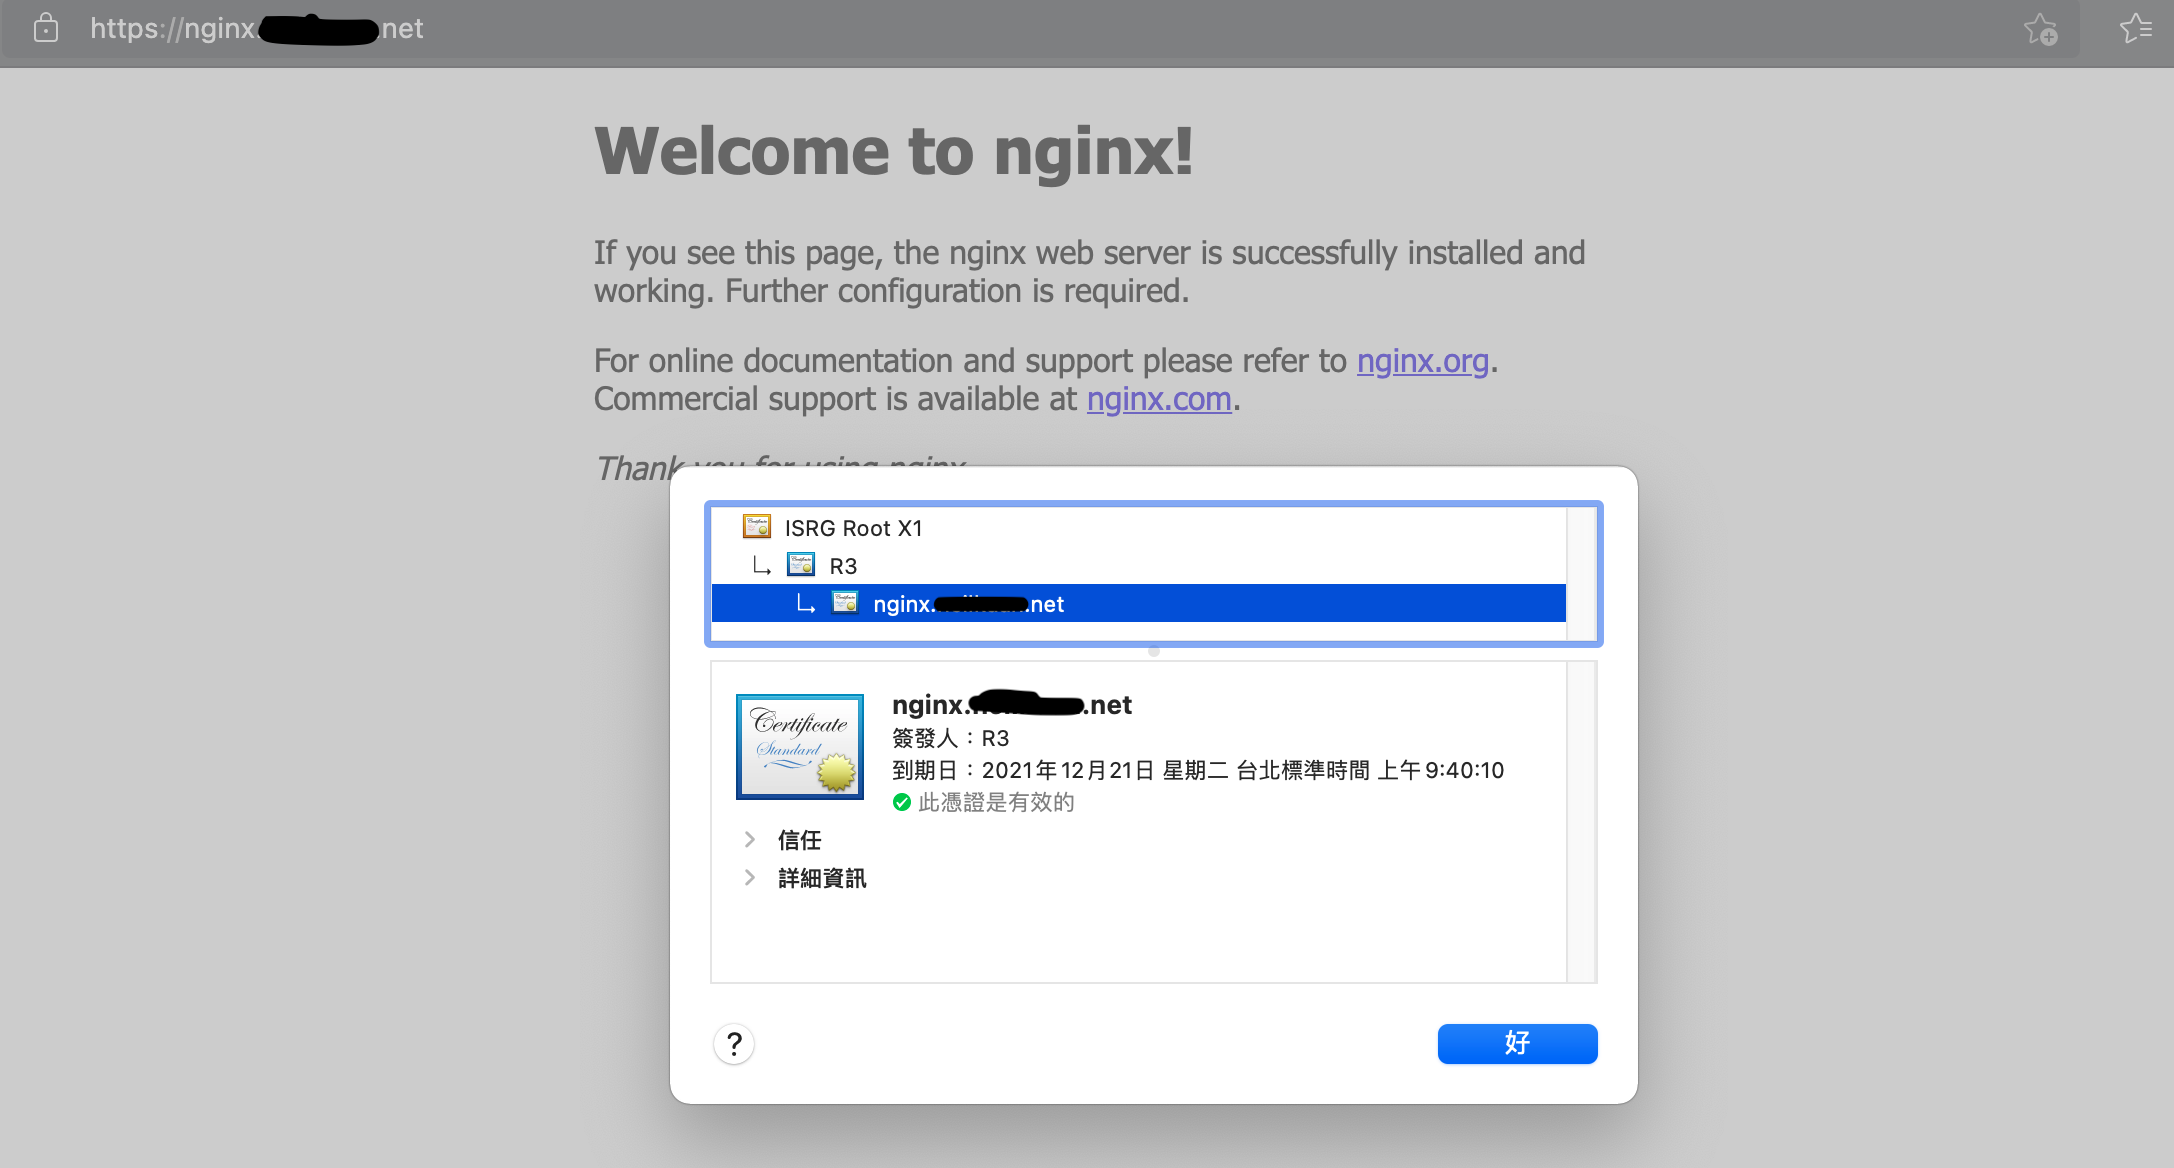 https://nginx. net
Welcome to nginx!
If you see this page, the nginx web server is successfully installed and
working. Further configuration is required.
For online documentation and support please refer to nginx.org.
Commercial support is available at nginx.com.
Thank you for using nginx.
ISRG Root X1
R3
nginx. .net
Certificate
Standard
nginx. .net
簽發人：R3
到期日：2021年12月21日 星期二 台北標準時間 上午9:40:10
此憑證是有效的
信任
詳細資訊
?
好